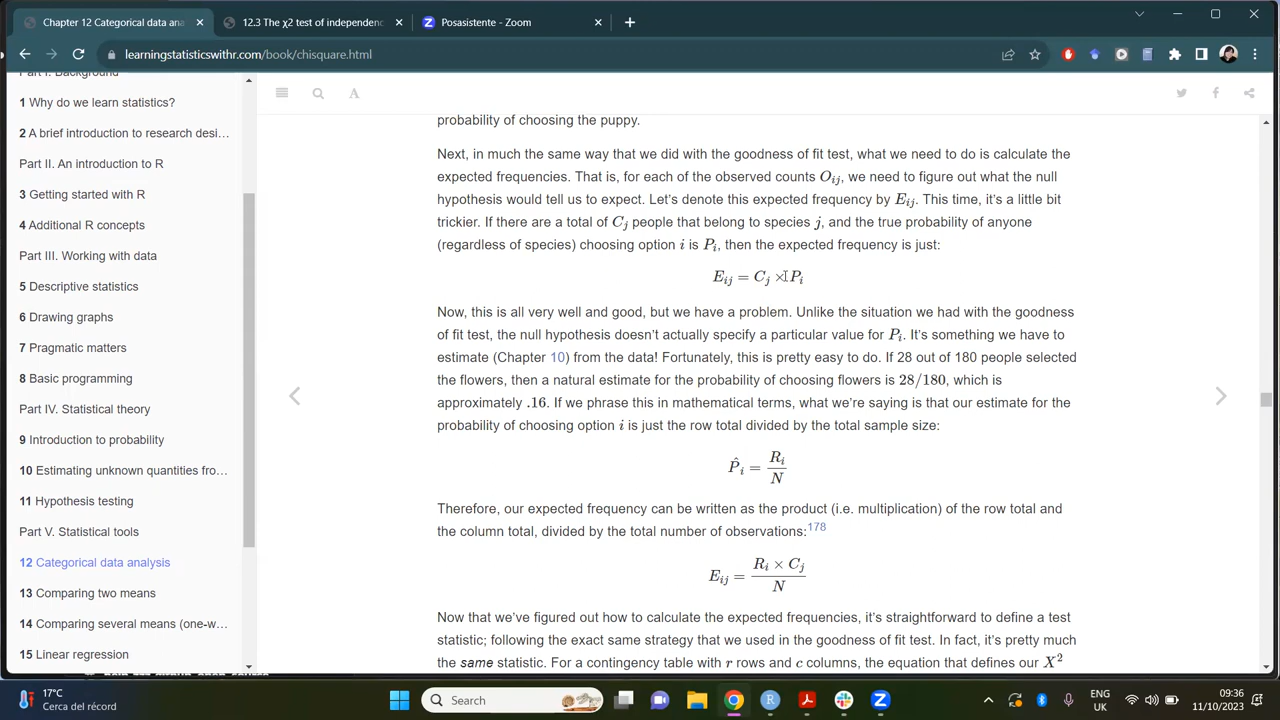 Chapter 12 Categorical data ana
12.3 The χ2 test of independenc
Posasistente - Zoom
learningstatisticswithr.com/book/chisquare.html
Part I. Background
1 Why do we learn statistics?
2 A brief introduction to research desi...
Part II. An introduction to R
3 Getting started with R
4 Additional R concepts
Part III. Working with data
5 Descriptive statistics
6 Drawing graphs
7 Pragmatic matters
8 Basic programming
Part IV. Statistical theory
9 Introduction to probability
10 Estimating unknown quantities fro...
11 Hypothesis testing
Part V. Statistical tools
12 Categorical data analysis
13 Comparing two means
14 Comparing several means (one-w...
15 Linear regression
probability of choosing the puppy.
Next, in much the same way that we did with the goodness of fit test, what we need to do is calculate the
expected frequencies. That is, for each of the observed counts Oij, we need to figure out what the null
hypothesis would tell us to expect. Let's denote this expected frequency by Eij. This time, it's a little bit
trickier. If there are a total of Cj people that belong to species j, and the true probability of anyone
(regardless of species) choosing option i is Pi, then the expected frequency is just:
Eij = Cj × Pi
Now, this is all very well and good, but we have a problem. Unlike the situation we had with the goodness
of fit test, the null hypothesis doesn't actually specify a particular value for Pi. It's something we have to
estimate (Chapter 10) from the data! Fortunately, this is pretty easy to do. If 28 out of 180 people selected
the flowers, then a natural estimate for the probability of choosing flowers is 28/180, which is
approximately .16. If we phrase this in mathematical terms, what we're saying is that our estimate for the
probability of choosing option i is just the row total divided by the total sample size:
P̂i = Ri / N
Therefore, our expected frequency can be written as the product (i.e. multiplication) of the row total and
the column total, divided by the total number of observations:178
Eij = Ri × Cj / N
Now that we've figured out how to calculate the expected frequencies, it's straightforward to define a test
statistic; following the exact same strategy that we used in the goodness of fit test. In fact, it's pretty much
the same statistic. For a contingency table with r rows and c columns, the equation that defines our X2
17°C
Cerca del récord
Search
ENG
UK
09:36
11/10/2023